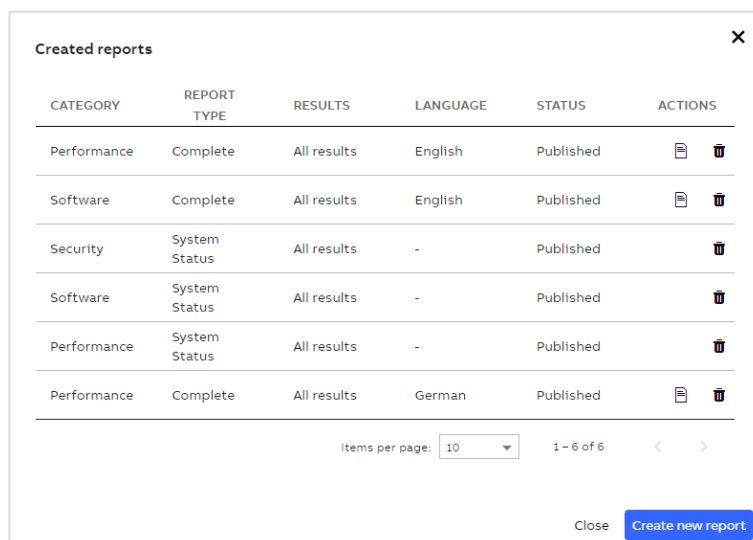 Created reports
CATEGORY REPORT TYPE RESULTS LANGUAGE STATUS ACTIONS
Performance Complete All results English Published
Software Complete All results English Published
Security System Status All results - Published
Software System Status All results - Published
Performance System Status All results - Published
Performance Complete All results German Published
Items per page: 10 1 – 6 of 6
Close Create new report